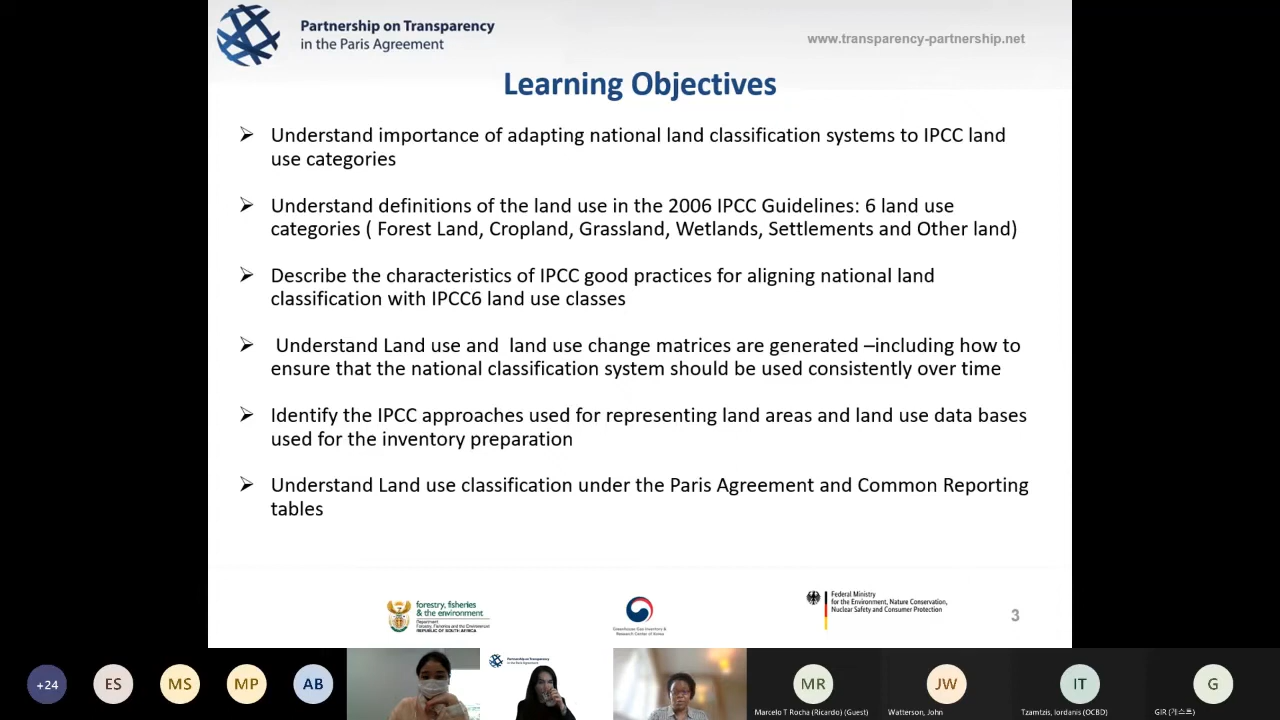 Partnership on Transparency
in the Paris Agreement
www.transparency-partnership.net
Learning Objectives
Understand importance of adapting national land classification systems to IPCC land
use categories
Understand definitions of the land use in the 2006 IPCC Guidelines: 6 land use
categories ( Forest Land, Cropland, Grassland, Wetlands, Settlements and Other land)
Describe the characteristics of IPCC good practices for aligning national land
classification with IPCC6 land use classes
Understand Land use and land use change matrices are generated –including how to
ensure that the national classification system should be used consistently over time
Identify the IPCC approaches used for representing land areas and land use data bases
used for the inventory preparation
Understand Land use classification under the Paris Agreement and Common Reporting
tables
forestry, fisheries
& the environment
Department:
Forestry, Fisheries and the Environment
REPUBLIC OF SOUTH AFRICA
Greenhouse Gas Inventory &
Research Center of Korea
Federal Ministry
for the Environment, Nature Conservation,
Nuclear Safety and Consumer Protection
3
+24
ES
MS
MP
AB
Partnership on Transparency
in the Paris Agreement
MR
Marcelo T Rocha (Ricardo) (Guest)
JW
Watterson, John
IT
Tzamtzis, Iordanis (OCBD)
G
GIR (게스트)